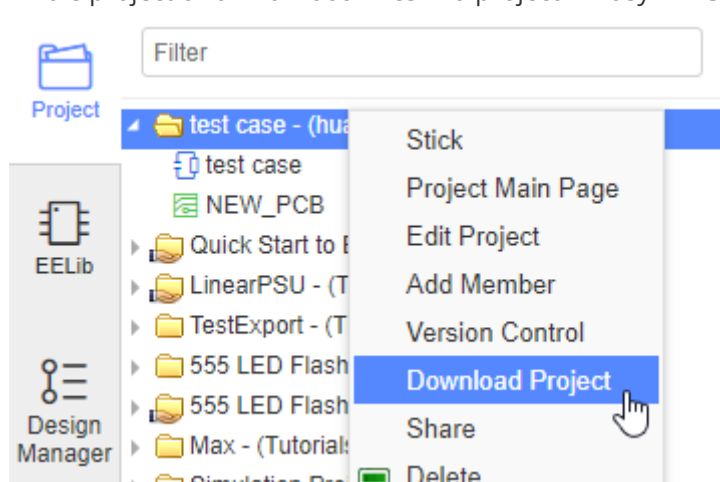 Filter
Project
test case - (hua
test case
NEW_PCB
Quick Start to
LinearPSU - (T
TestExport - (T
555 LED Flash
555 LED Flash
Max - (Tutorials
EELib
Design
Manager
Stick
Project Main Page
Edit Project
Add Member
Version Control
Download Project
Share
Delete